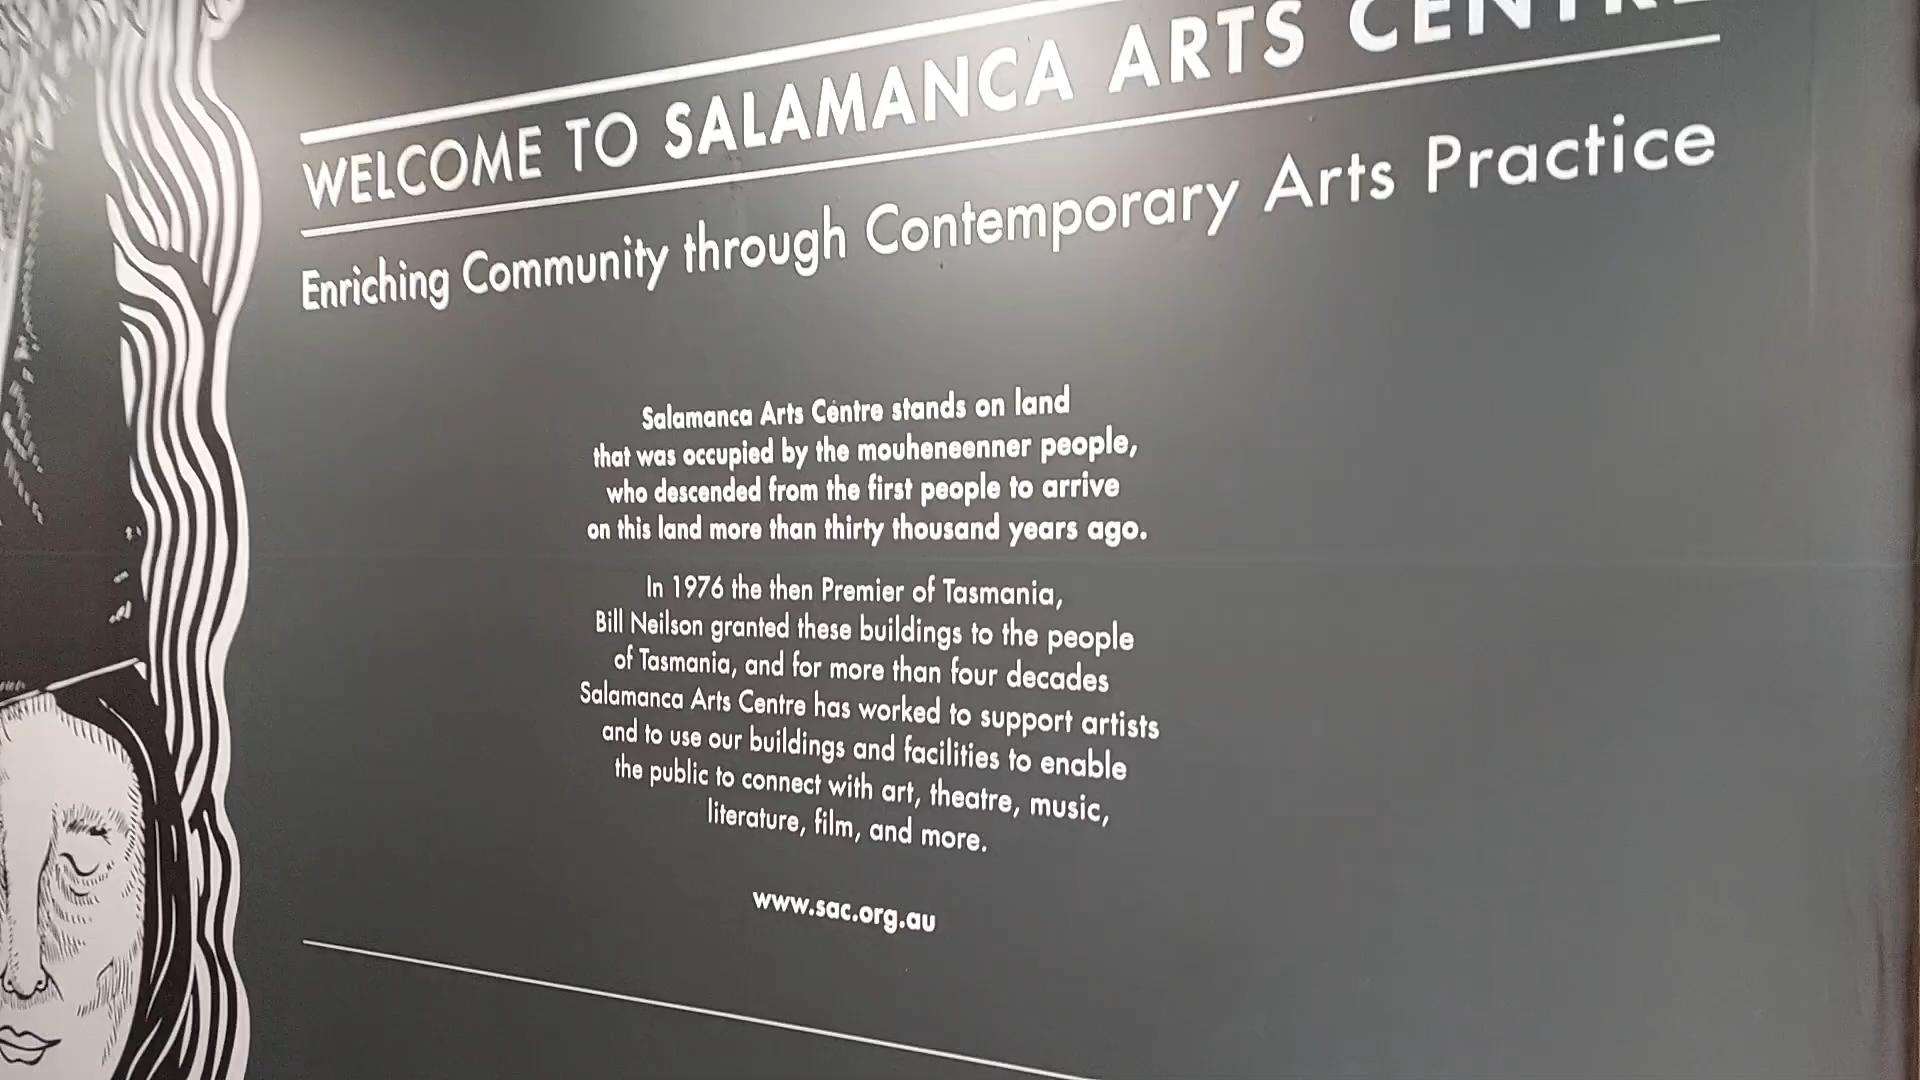 WELCOME TO SALAMANCA ARTS CENTRE
Enriching Community through Contemporary Arts Practice
Salamanca Arts Centre stands on land
that was occupied by the mouheneenner people,
who descended from the first people to arrive
on this land more than thirty thousand years ago.
In 1976 the then Premier of Tasmania,
Bill Neilson granted these buildings to the people
of Tasmania, and for more than four decades
Salamanca Arts Centre has worked to support artists
and to use our buildings and facilities to enable
the public to connect with art, theatre, music,
literature, film, and more.
www.sac.org.au